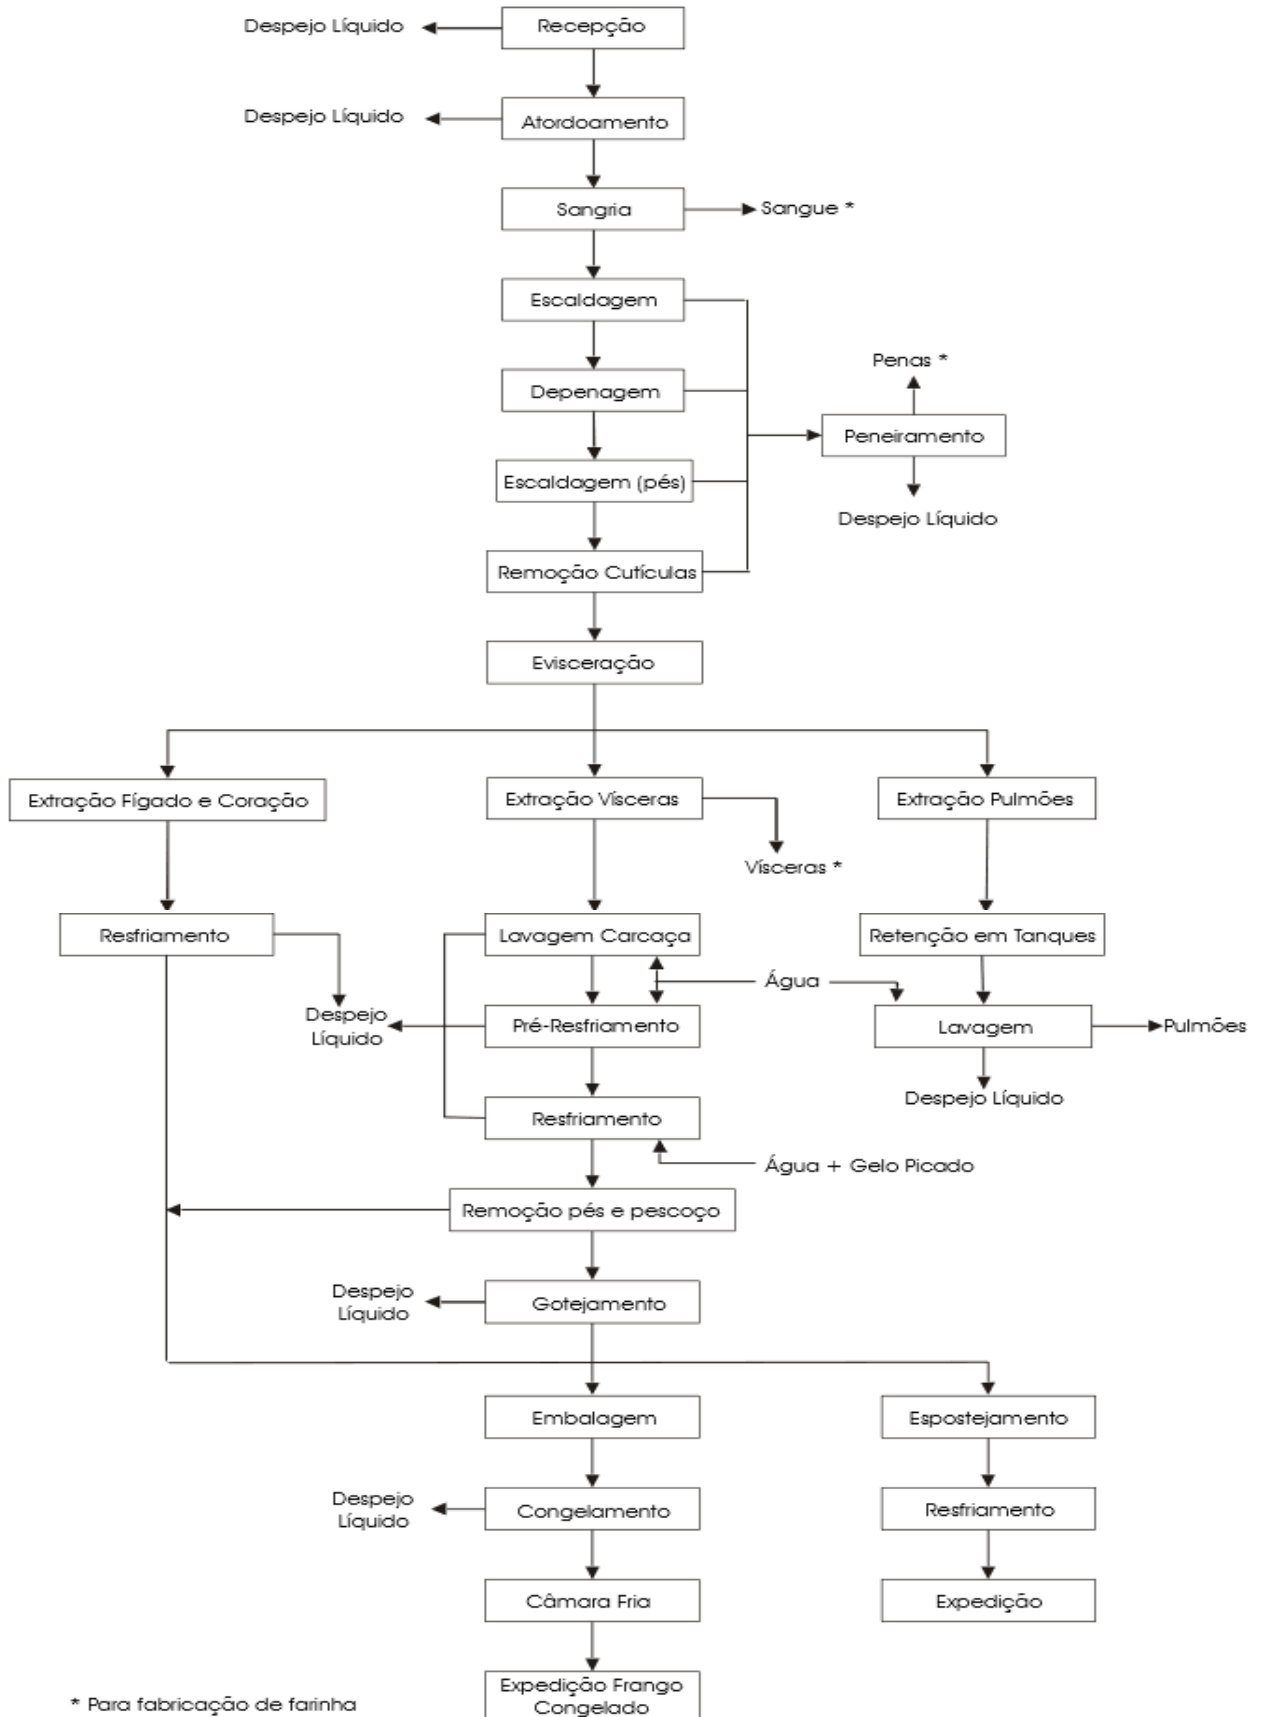 Despejo Líquido
Recepção
Despejo Líquido
Atordoamento
Sangria
Sangue *
Escaldagem
Penas *
Depenagem
Peneiramento
Escaldagem (pés)
Despejo Líquido
Remoção Cutículas
Evisceração
Extração Fígado e Coração
Extração Vísceras
Extração Pulmões
Vísceras *
Resfriamento
Lavagem Carcaça
Retenção em Tanques
Água
Despejo
Líquido
Pré-Resfriamento
Lavagem
Pulmões
Despejo Líquido
Resfriamento
Água + Gelo Picado
Remoção pés e pescoço
Despejo
Líquido
Gotejamento
Embalagem
Espostejamento
Despejo
Líquido
Congelamento
Resfriamento
Câmara Fria
Expedição
Expedição Frango
Congelado
* Para fabricação de farinha